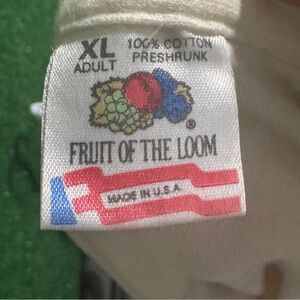 XL 100% COTTON
ADULT PRESHRUNK
®
FRUIT OF THE LOOM
MADE IN U.S.A.